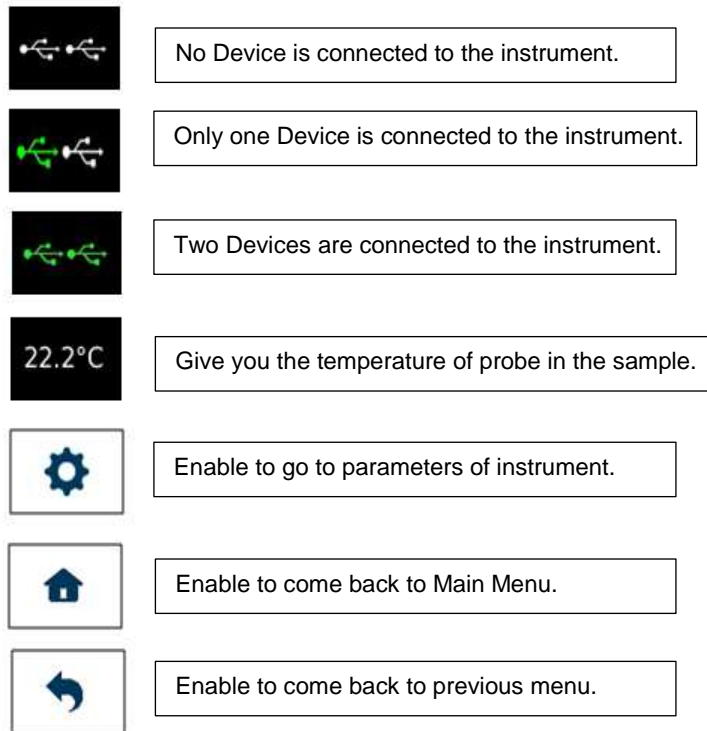 No Device is connected to the instrument.
Only one Device is connected to the instrument.
Two Devices are connected to the instrument.
22.2°C
Give you the temperature of probe in the sample.
Enable to go to parameters of instrument.
Enable to come back to Main Menu.
Enable to come back to previous menu.